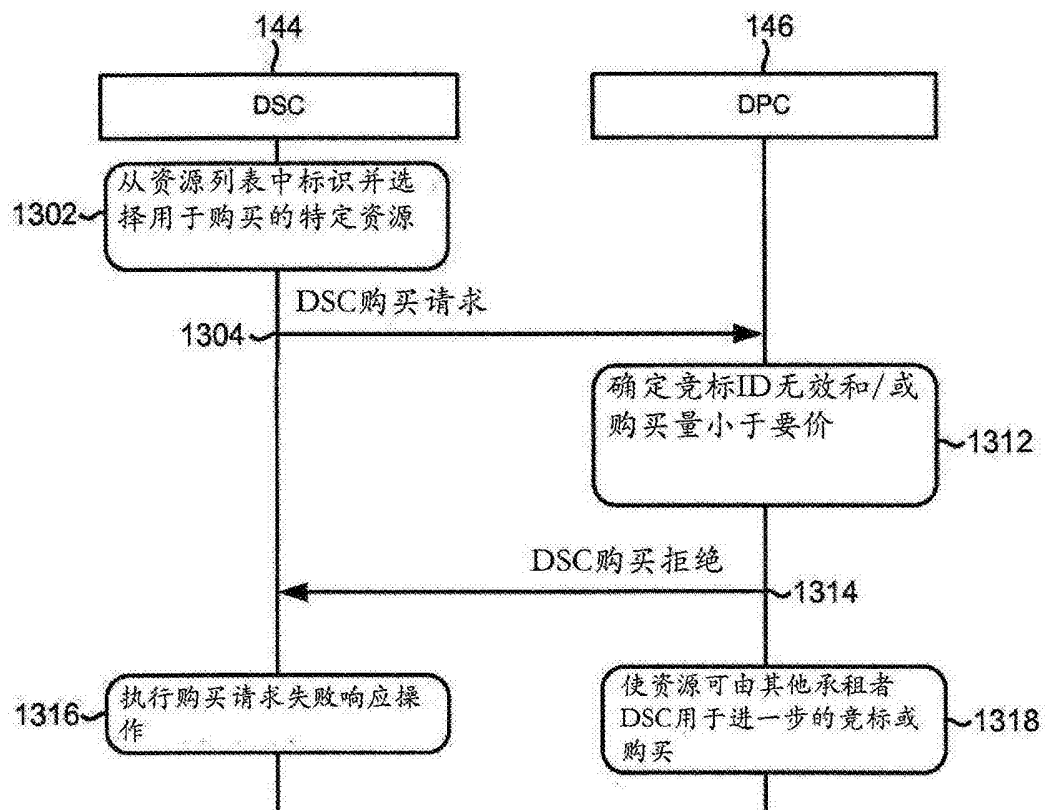 144
146
DSC
DPC
从资源列表中标识并选
择用于购买的特定资源
1302
DSC购买请求
1304
确定竞标ID无效和/或
购买量小于要价
1312
DSC购买拒绝
1314
执行购买请求失败响应操
作
1316
使资源可由其他承租者
DSC用于进一步的竞标或
购买
1318